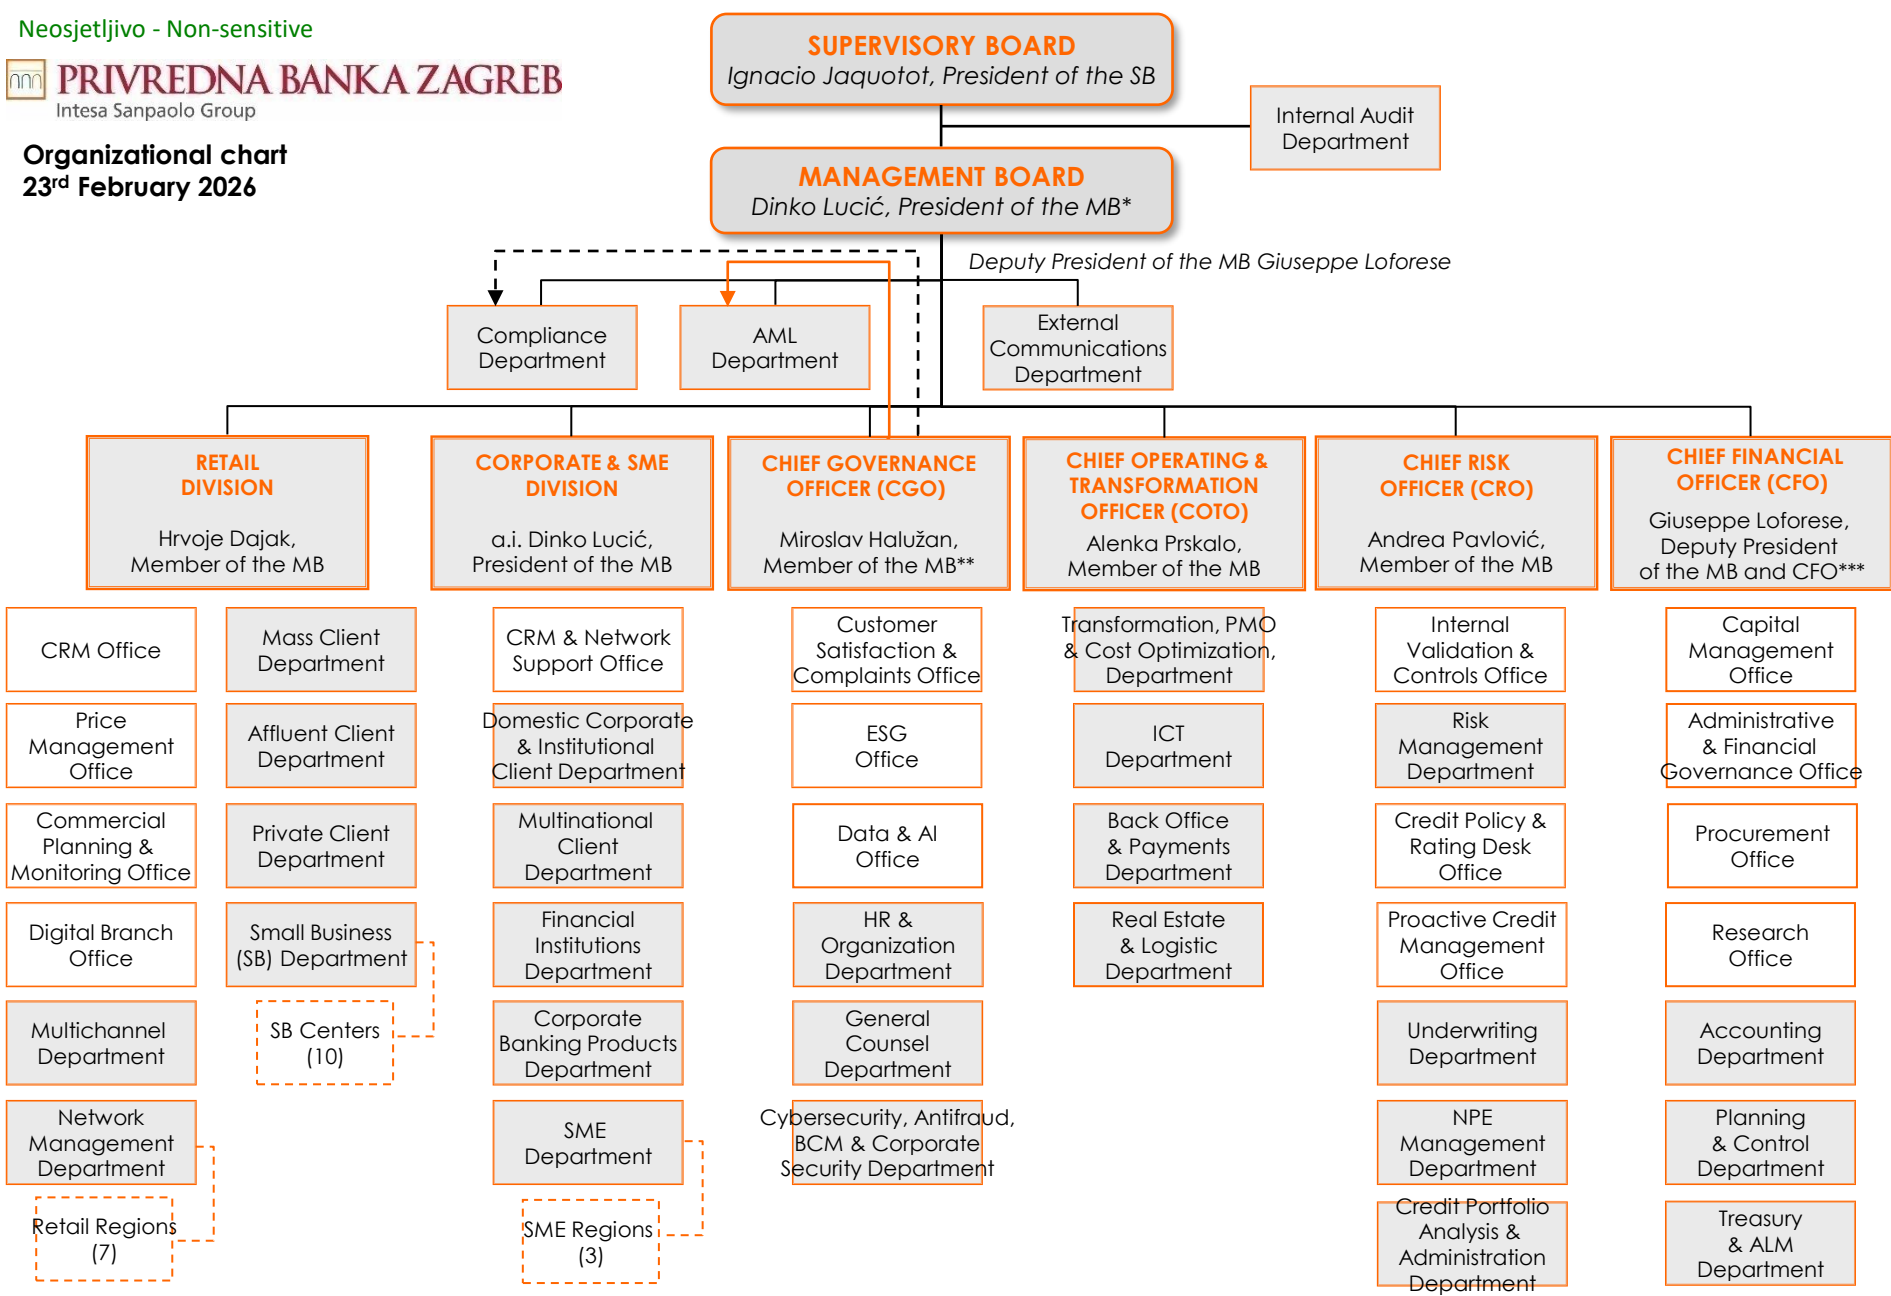 Neosjetljivo - Non-sensitive
PRIVREDNA BANKA ZAGREB
Intesa Sanpaolo Group
Organizational chart
23rd February 2026
SUPERVISORY BOARD
Ignacio Jaquotot, President of the SB
Internal Audit
Department
MANAGEMENT BOARD
Dinko Lucić, President of the MB*
Deputy President of the MB Giuseppe Loforese
Compliance
Department
AML
Department
External
Communications
Department
RETAIL
DIVISION
Hrvoje Dajak,
Member of the MB
CORPORATE & SME
DIVISION
a.i. Dinko Lucić,
President of the MB
CHIEF GOVERNANCE
OFFICER (CGO)
Miroslav Halužan,
Member of the MB**
CHIEF OPERATING &
TRANSFORMATION
OFFICER (COTO)
Alenka Prskalo,
Member of the MB
CHIEF RISK
OFFICER (CRO)
Andrea Pavlović,
Member of the MB
CHIEF FINANCIAL
OFFICER (CFO)
Giuseppe Loforese,
Deputy President
of the MB and CFO***
CRM Office
Price
Management
Office
Commercial
Planning &
Monitoring Office
Digital Branch
Office
Multichannel
Department
Network
Management
Department
Retail Regions
(7)
Mass Client
Department
Affluent Client
Department
Private Client
Department
Small Business
(SB) Department
SB Centers
(10)
CRM & Network
Support Office
Domestic Corporate
& Institutional
Client Department
Multinational
Client
Department
Financial
Institutions
Department
Corporate
Banking Products
Department
SME
Department
SME Regions
(3)
Customer
Satisfaction &
Complaints Office
ESG
Office
Data & AI
Office
HR &
Organization
Department
General
Counsel
Department
Cybersecurity, Antifraud,
BCM & Corporate
Security Department
Transformation, PMO
& Cost Optimization,
Department
ICT
Department
Back Office
& Payments
Department
Real Estate
& Logistic
Department
Internal
Validation &
Controls Office
Risk
Management
Department
Credit Policy &
Rating Desk
Office
Proactive Credit
Management
Office
Underwriting
Department
NPE
Management
Department
Credit Portfolio
Analysis &
Administration
Department
Capital
Management
Office
Administrative
& Financial
Governance Office
Procurement
Office
Research
Office
Accounting
Department
Planning
& Control
Department
Treasury
& ALM
Department